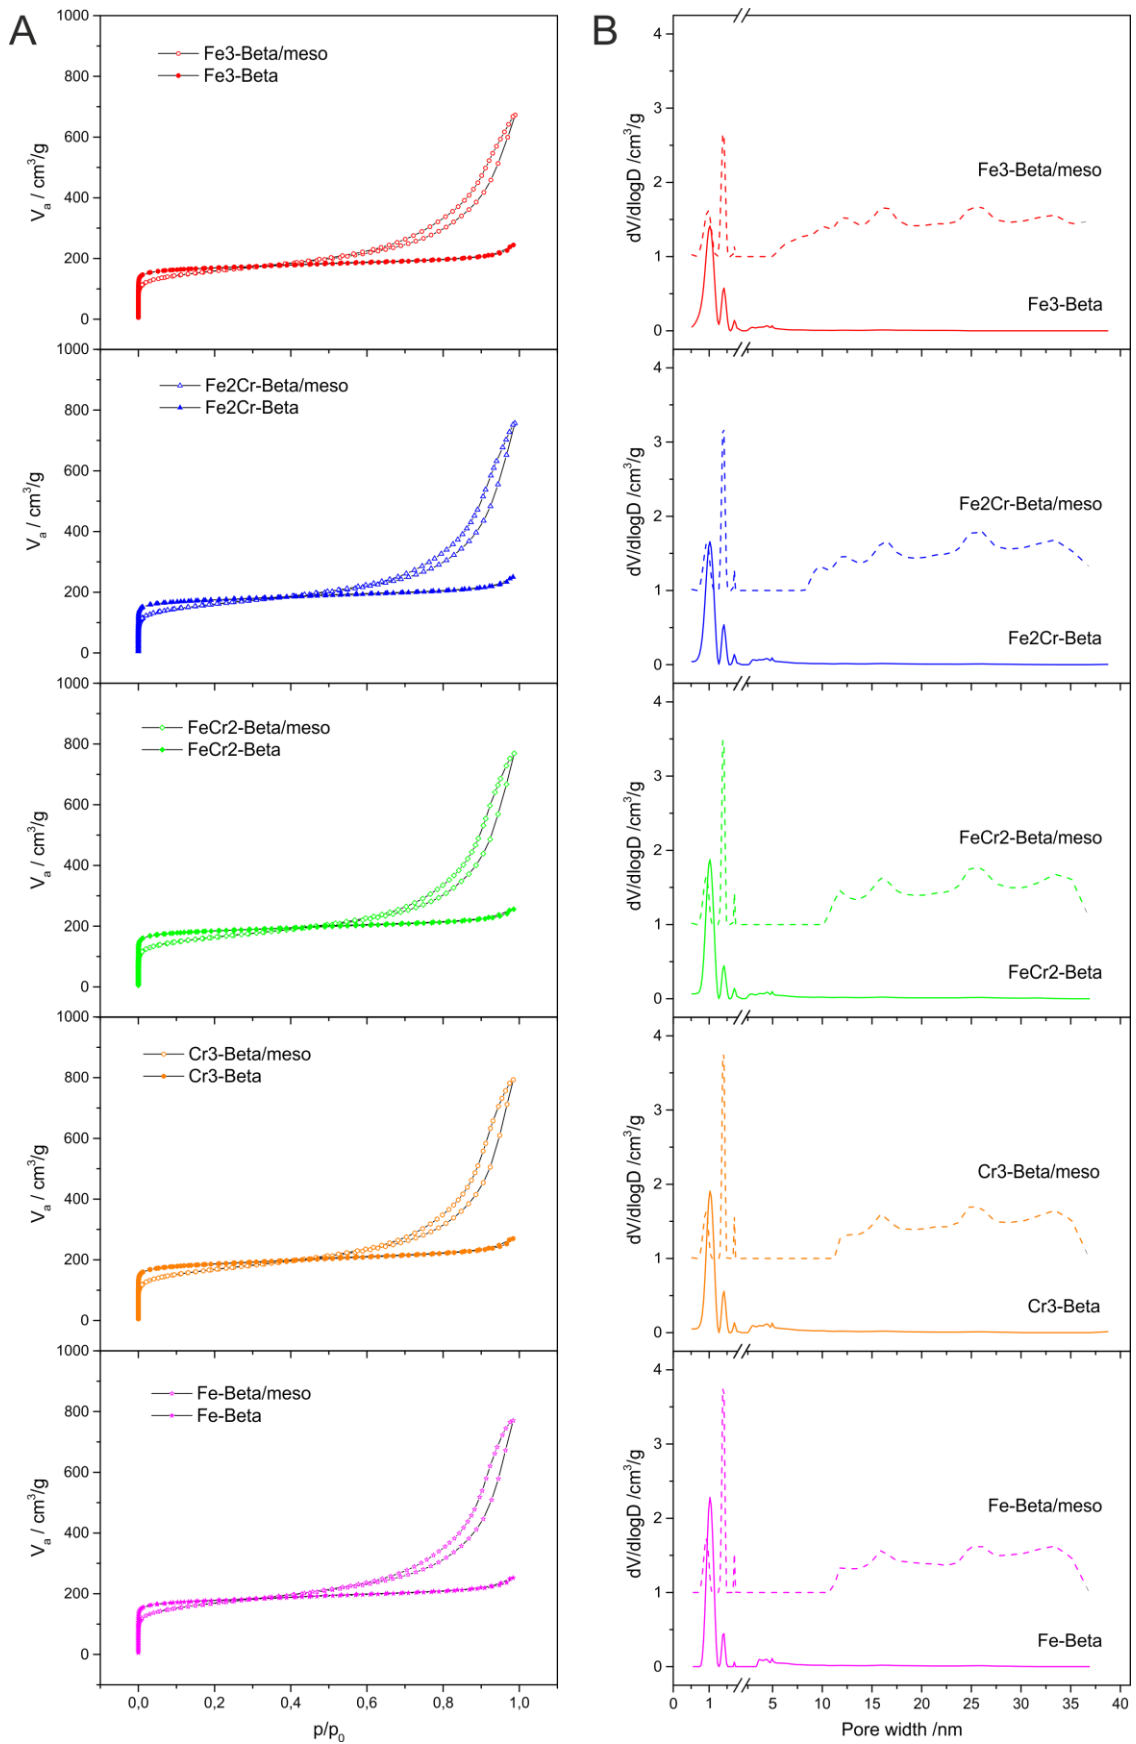 A
B
1000
800
600
400
200
0
V_a / cm³/g
Fe3-Beta/meso
Fe3-Beta
4
3
2
1
0
dV/dlogD /cm³/g
Fe3-Beta/meso
Fe3-Beta
1000
800
600
400
200
0
V_a / cm³/g
Fe2Cr-Beta/meso
Fe2Cr-Beta
4
3
2
1
0
dV/dlogD /cm³/g
Fe2Cr-Beta/meso
Fe2Cr-Beta
1000
800
600
400
200
0
V_a / cm³/g
FeCr2-Beta/meso
FeCr2-Beta
4
3
2
1
0
dV/dlogD /cm³/g
FeCr2-Beta/meso
FeCr2-Beta
1000
800
600
400
200
0
V_a / cm³/g
Cr3-Beta/meso
Cr3-Beta
4
3
2
1
0
dV/dlogD /cm³/g
Cr3-Beta/meso
Cr3-Beta
1000
800
600
400
200
0
V_a / cm³/g
Fe-Beta/meso
Fe-Beta
4
3
2
1
0
dV/dlogD /cm³/g
Fe-Beta/meso
Fe-Beta
0,0 0,2 0,4 0,6 0,8 1,0
p/p_0
0 1 5 10 15 20 25 30 35 40
Pore width /nm